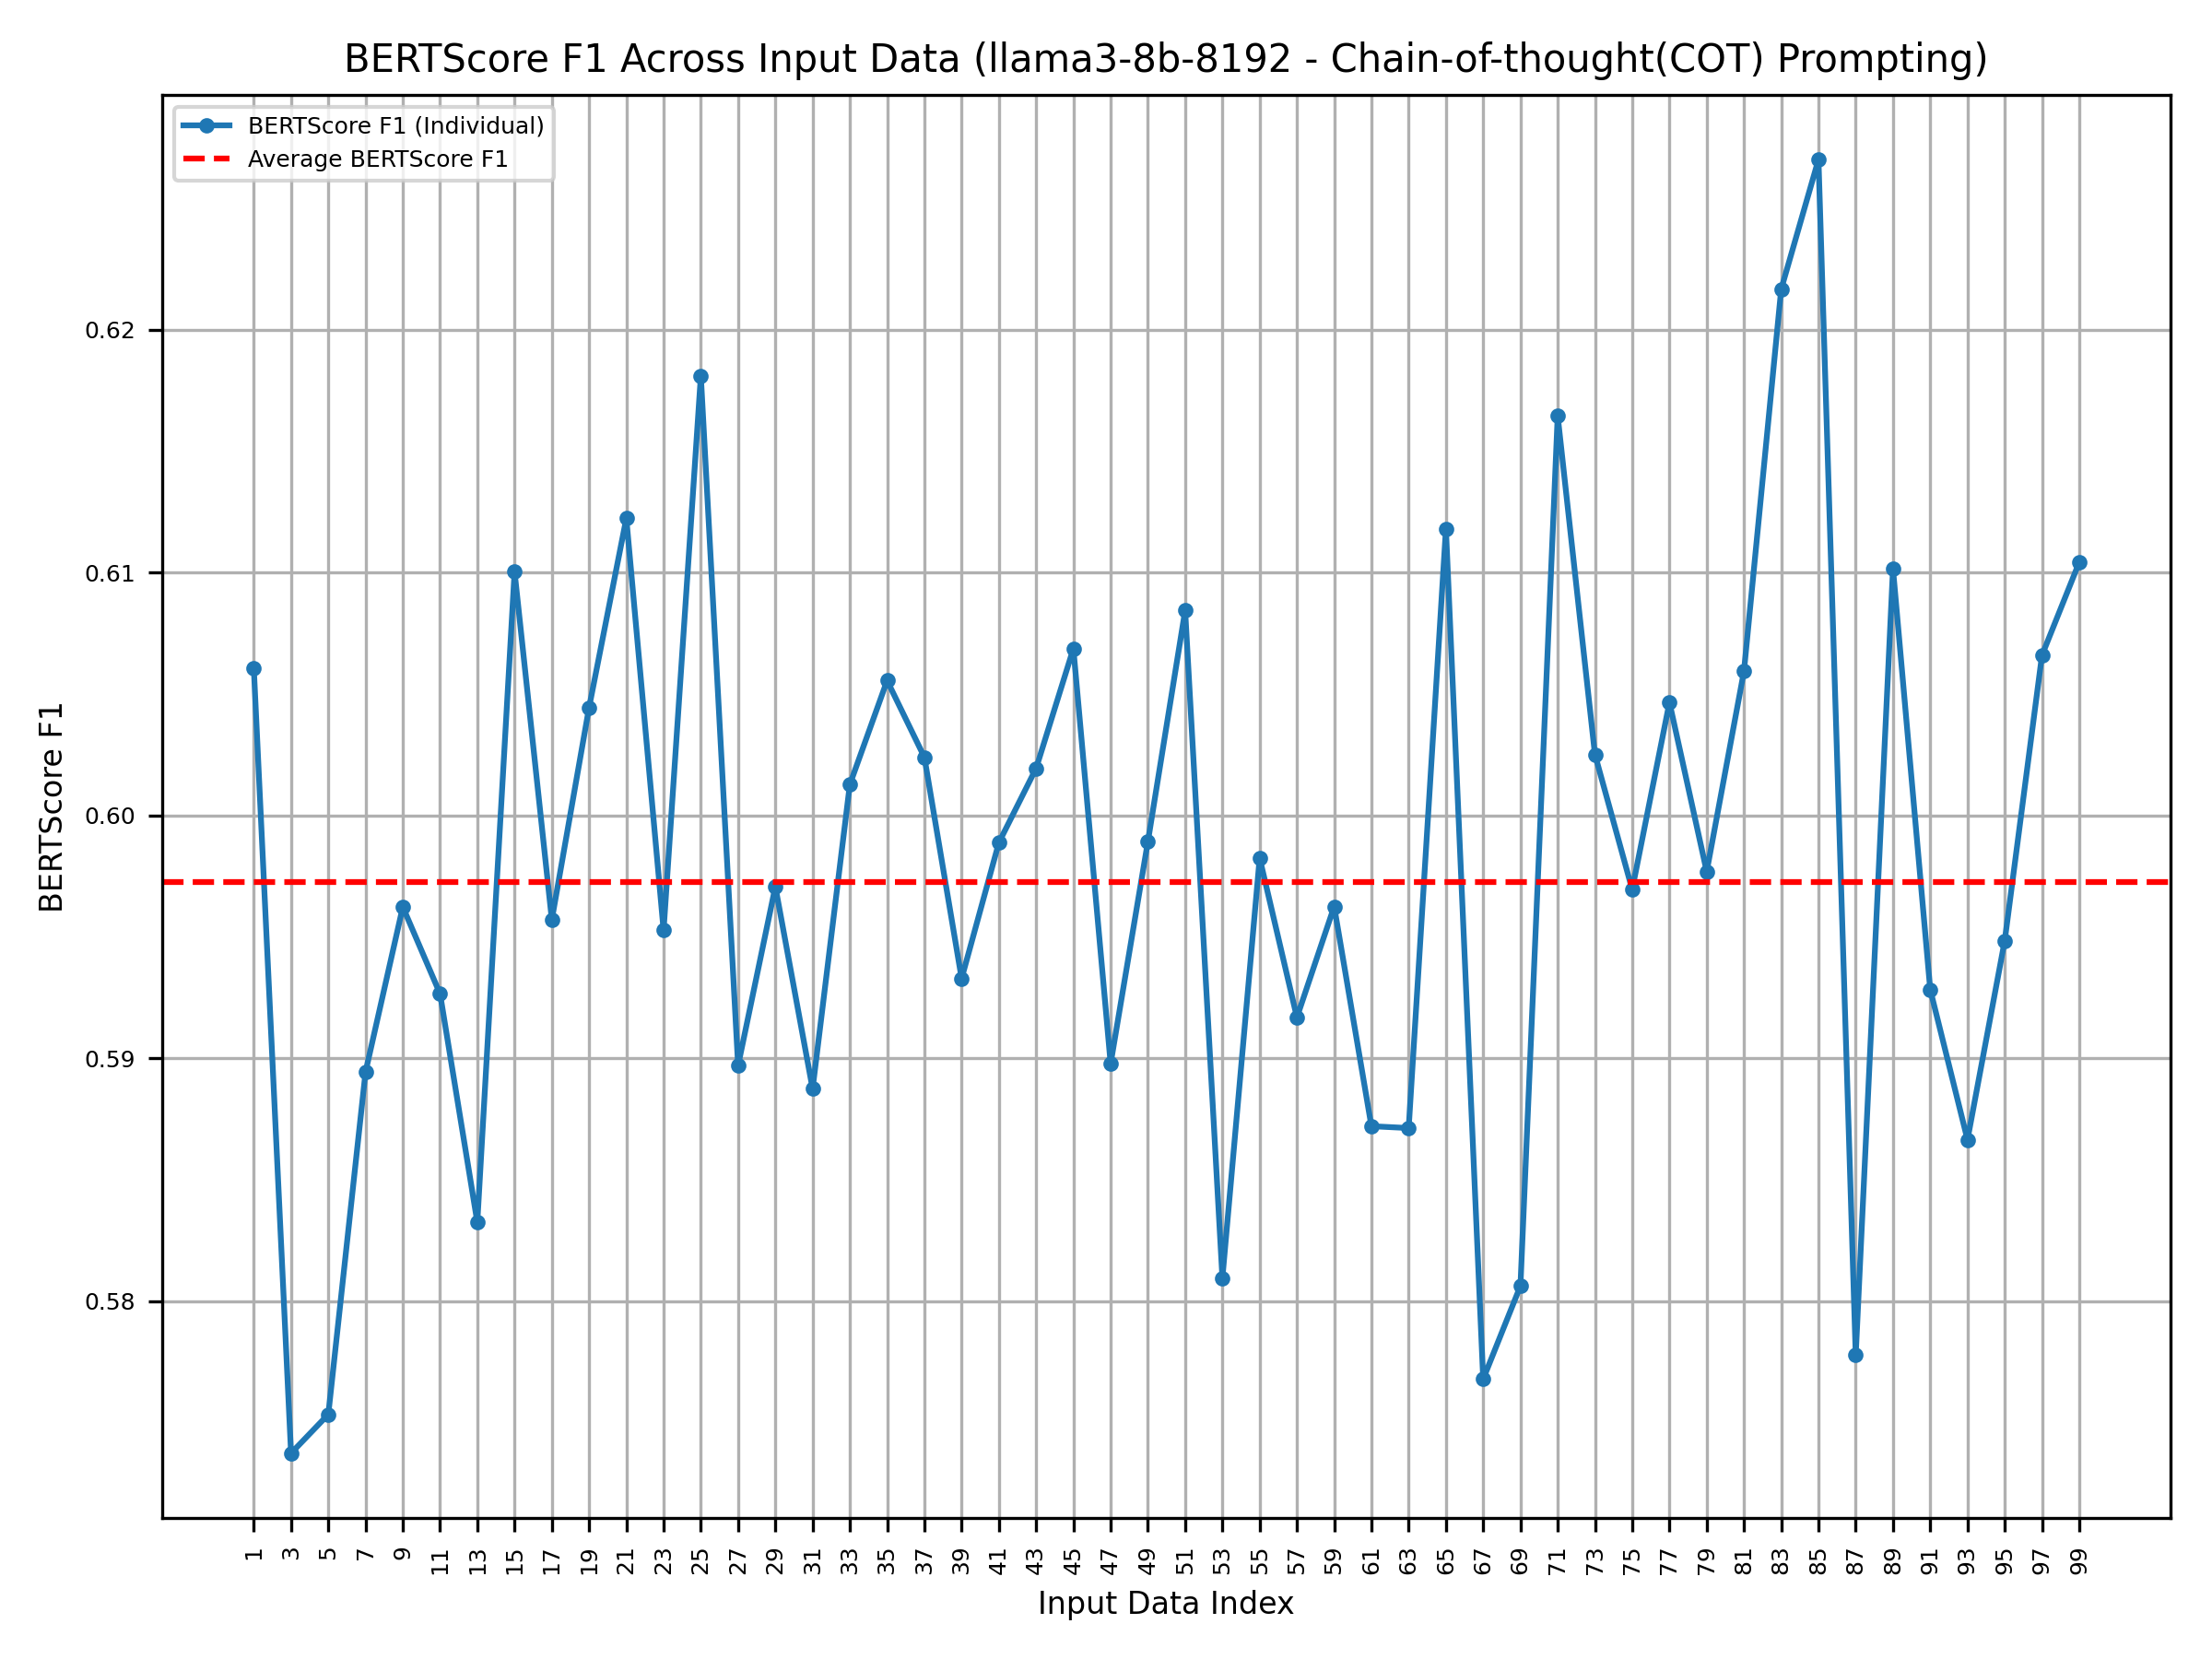 BERTScore F1 Across Input Data (llama3-8b-8192 - Chain-of-thought(COT) Prompting)
BERTScore F1 (Individual)
Average BERTScore F1
BERTScore F1
0.62
0.61
0.60
0.59
0.58
1 3 5 7 9 11 13 15 17 19 21 23 25 27 29 31 33 35 37 39 41 43 45 47 49 51 53 55 57 59 61 63 65 67 69 71 73 75 77 79 81 83 85 87 89 91 93 95 97 99
Input Data Index